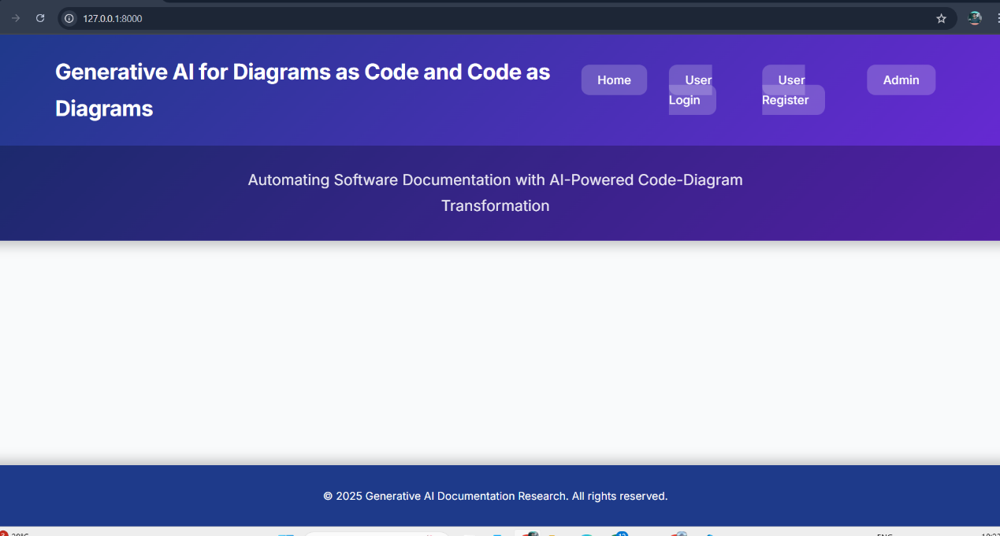 127.0.0.1:8000
Generative AI for Diagrams as Code and Code as
Diagrams
Home
User
Login
User
Register
Admin
Automating Software Documentation with AI-Powered Code-Diagram
Transformation
© 2025 Generative AI Documentation Research. All rights reserved.